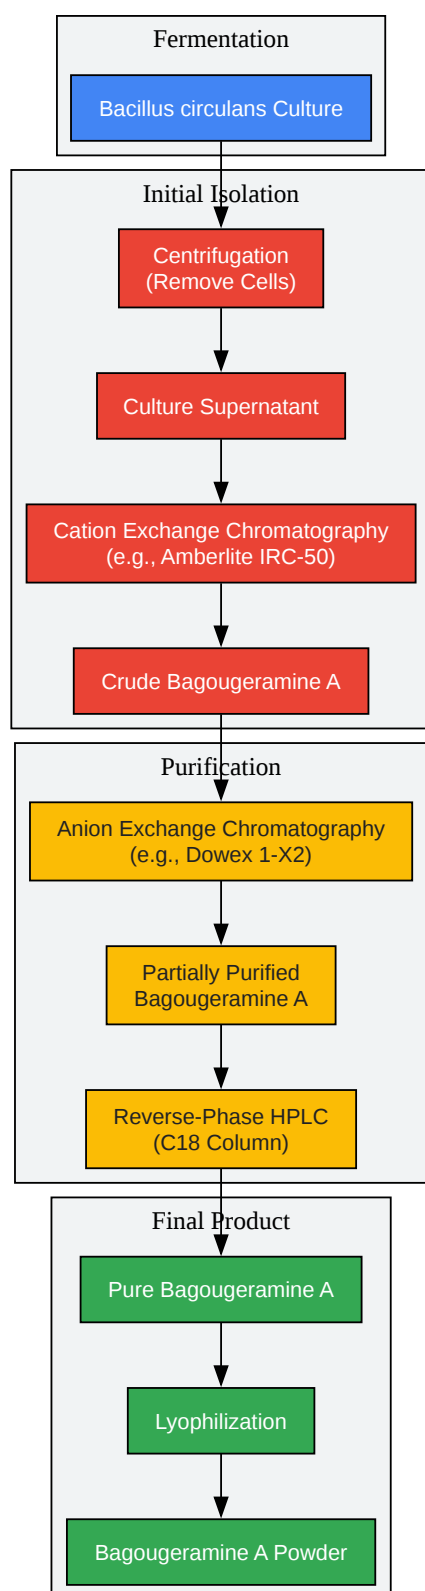 Fermentation
Bacillus circulans Culture
Initial Isolation
Centrifugation
(Remove Cells)
Culture Supernatant
Cation Exchange Chromatography
(e.g., Amberlite IRC-50)
Crude Bagougeramine A
Purification
Anion Exchange Chromatography
(e.g., Dowex 1-X2)
Partially Purified
Bagougeramine A
Reverse-Phase HPLC
(C18 Column)
Final Product
Pure Bagougeramine A
Lyophilization
Bagougeramine A Powder